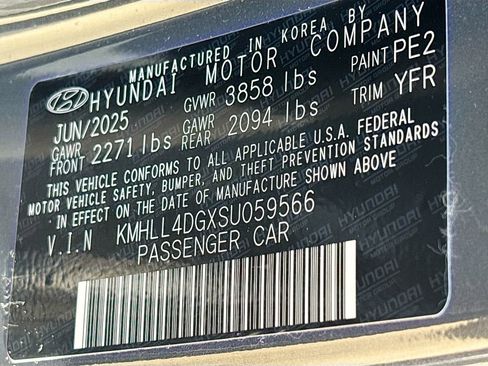 MANUFACTURED IN KOREA BY
HYUNDAI MOTOR COMPANY
JUN/2025 GVWR 3858 lbs PAINT PE2
GAWR FRONT 2271 lbs GAWR REAR 2094 lbs TRIM YFR
THIS VEHICLE CONFORMS TO ALL APPLICABLE U.S.A. FEDERAL
MOTOR VEHICLE SAFETY, BUMPER, AND THEFT PREVENTION STANDARDS
IN EFFECT ON THE DATE OF MANUFACTURE SHOWN ABOVE
V.I.N KMHLL4DGXSU059566
PASSENGER CAR